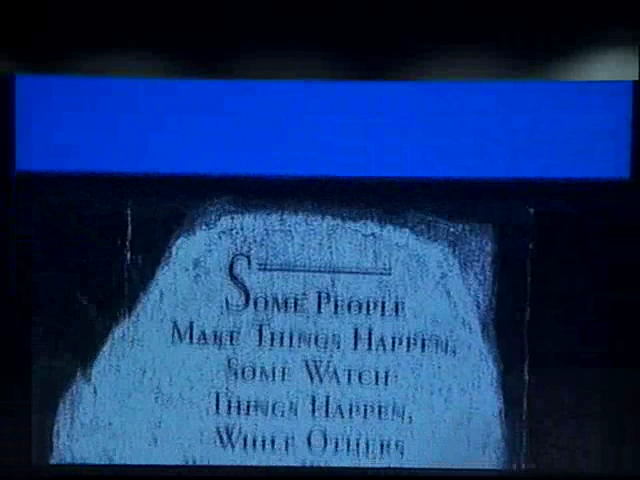 Some People
Make Things Happen,
Some Watch
Things Happen,
While Others